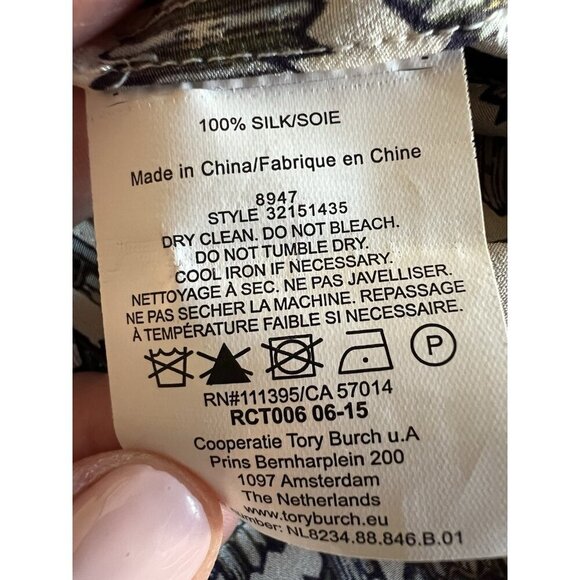 100% SILK/SOIE
Made in China/Fabrique en Chine
8947
STYLE 32151435
DRY CLEAN. DO NOT BLEACH.
DO NOT TUMBLE DRY.
COOL IRON IF NECESSARY.
NETTOYAGE À SEC. NE PAS JAVELLISER.
NE PAS SECHER LA MACHINE. REPASSAGE
À TEMPÉRATURE FAIBLE SI NECESSAIRE.
P
RN#111395/CA 57014
RCT006 06-15
Cooperatie Tory Burch u.A
Prins Bernharplein 200
1097 Amsterdam
The Netherlands
www.toryburch.eu
number: NL8234.88.846.B.01